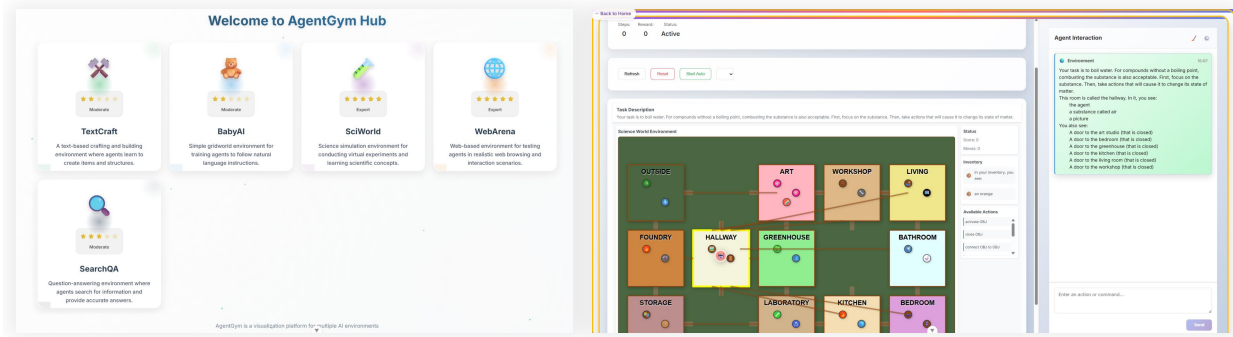 Welcome to AgentGym Hub
Moderate
TextCraft
A text-based crafting and building
environment where agents learn to
create items and structures.
Moderate
BabyAI
Simple gridworld environment for
training agents to follow natural
language instructions.
Expert
SciWorld
Science simulation environment for
conducting virtual experiments and
learning scientific concepts.
Expert
WebArena
Web-based environment for testing
agents in realistic web browsing and
interaction scenarios.
Moderate
SearchQA
Question-answering environment where
agents search for information and
provide accurate answers.
AgentGym is a visualization platform for multiple AI environments
← Back to Home
Steps: Reward: Status:
0 0 Active
Refresh Reset Start Auto
Task Description
Your task is to boil water. For compounds without a boiling point, combusting the substance is also acceptable. First, focus on the substance. Then, take actions that will cause it to change its state of matter.
Science World Environment
OUTSIDE ART WORKSHOP LIVING
FOUNDRY HALLWAY GREENHOUSE BATHROOM
STORAGE LABORATORY KITCHEN BEDROOM
Status
Score: 0
Moves: 0
Inventory
In your inventory, you
see:
an orange
Available Actions
activate OBJ
close OBJ
connect OBJ to OBJ
Agent Interaction
Environment
Your task is to boil water. For compounds without a boiling point,
combusting the substance is also acceptable. First, focus on the
substance. Then, take actions that will cause it to change its state of
matter.
This room is called the hallway. In it, you see:
the agent
a substance called air
a picture
You also see:
A door to the art studio (that is closed)
A door to the bedroom (that is closed)
A door to the greenhouse (that is closed)
A door to the kitchen (that is closed)
A door to the living room (that is closed)
A door to the workshop (that is closed)
Enter an action or command...
Send